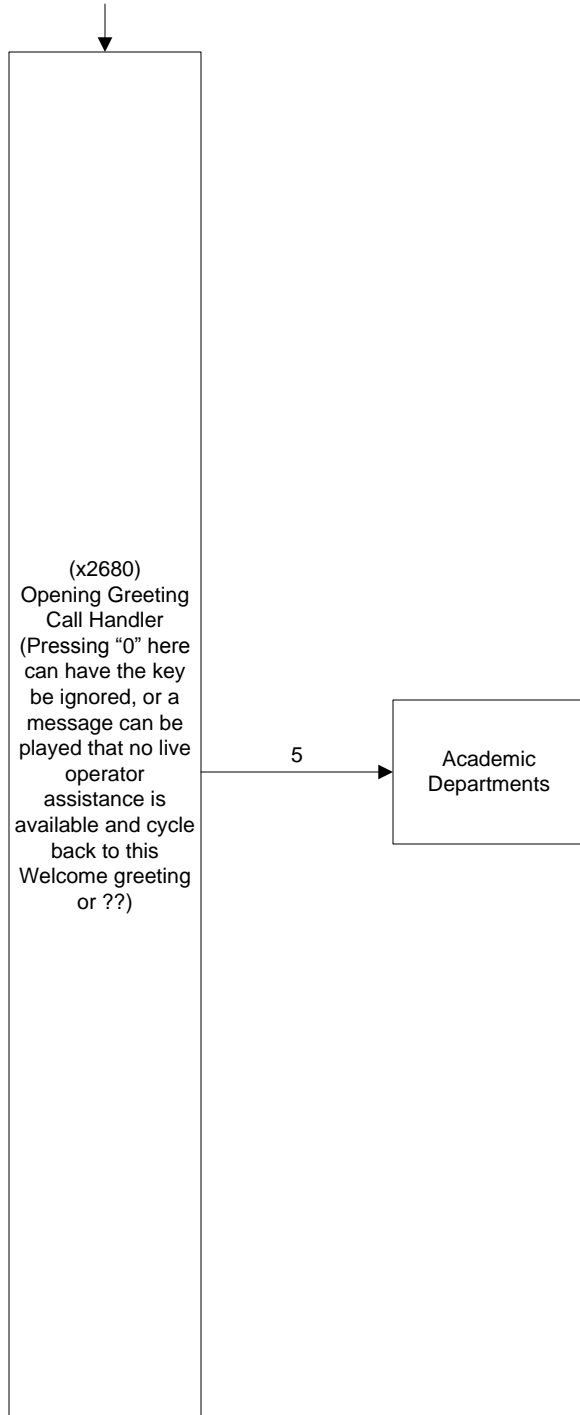 (x2680)
Opening Greeting
Call Handler
(Pressing “0” here
can have the key
be ignored, or a
message can be
played that no live
operator
assistance is
available and cycle
back to this
Welcome greeting
or ??)
5
Academic
Departments